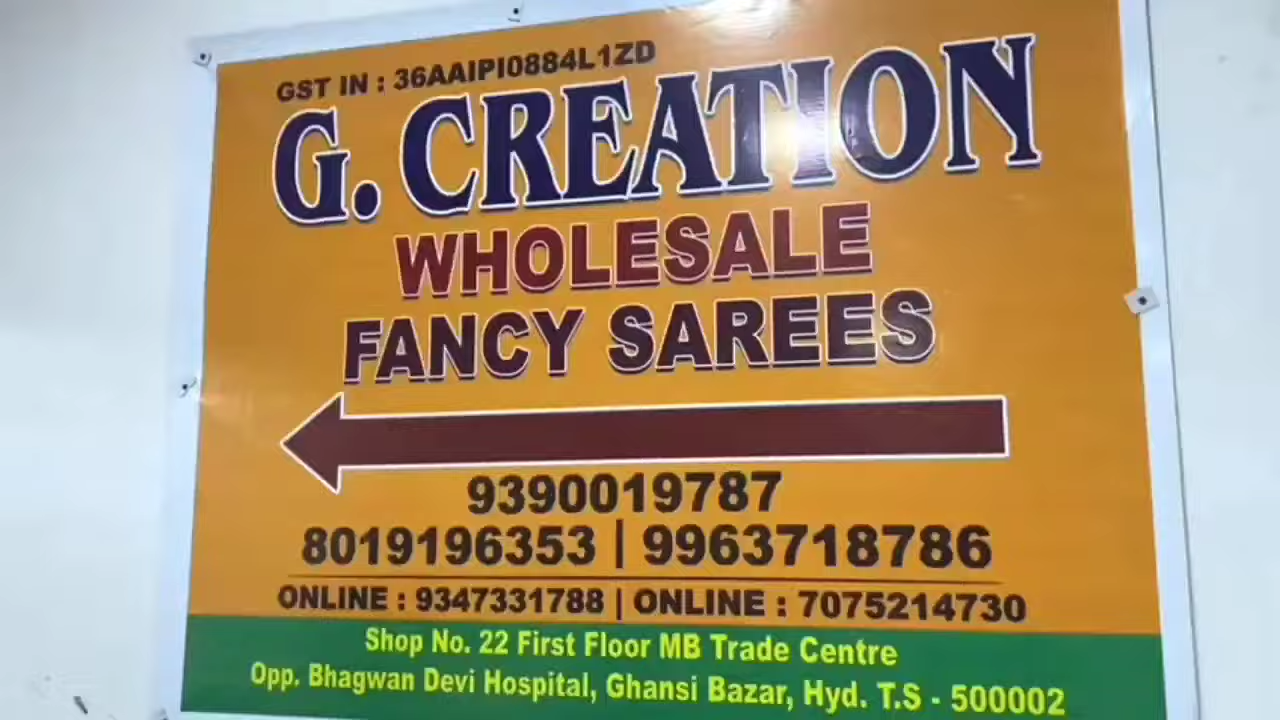 GST IN : 36AAIPI0884L1ZD
G. CREATION
WHOLESALE
FANCY SAREES
9390019787
8019196353 | 9963718786
ONLINE : 9347331788 | ONLINE : 7075214730
Shop No. 22 First Floor MB Trade Centre
Opp. Bhagwan Devi Hospital, Ghansi Bazar, Hyd. T.S - 500002